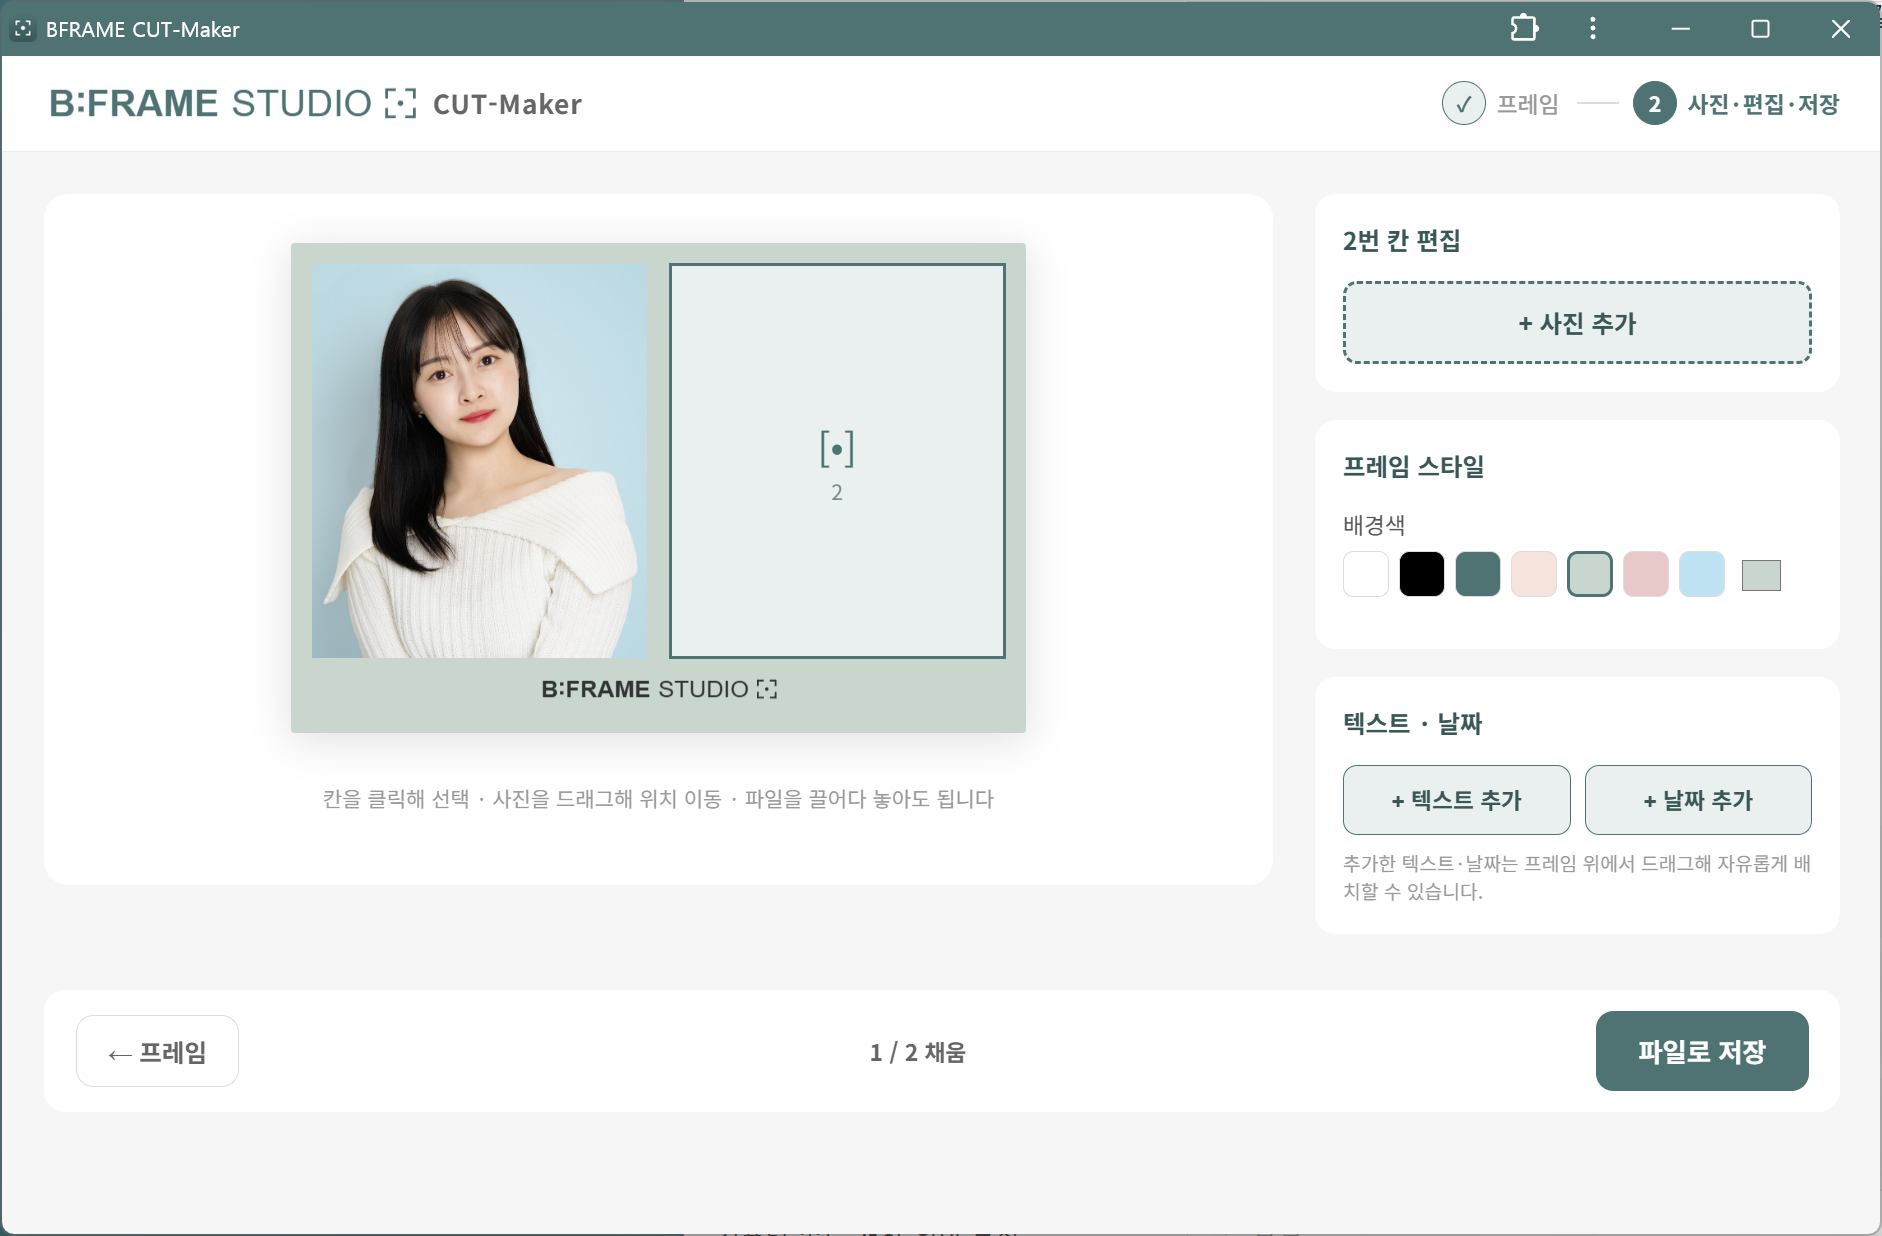 BFRAME CUT-Maker
B:FRAME STUDIO CUT-Maker
✓ 프레임
2 사진·편집·저장
2
B:FRAME STUDIO
칸을 클릭해 선택 · 사진을 드래그해 위치 이동 · 파일을 끌어다 놓아도 됩니다
2번 칸 편집
+ 사진 추가
프레임 스타일
배경색
텍스트 · 날짜
+ 텍스트 추가
+ 날짜 추가
추가한 텍스트·날짜는 프레임 위에서 드래그해 자유롭게 배
치할 수 있습니다.
← 프레임
1 / 2 채움
파일로 저장